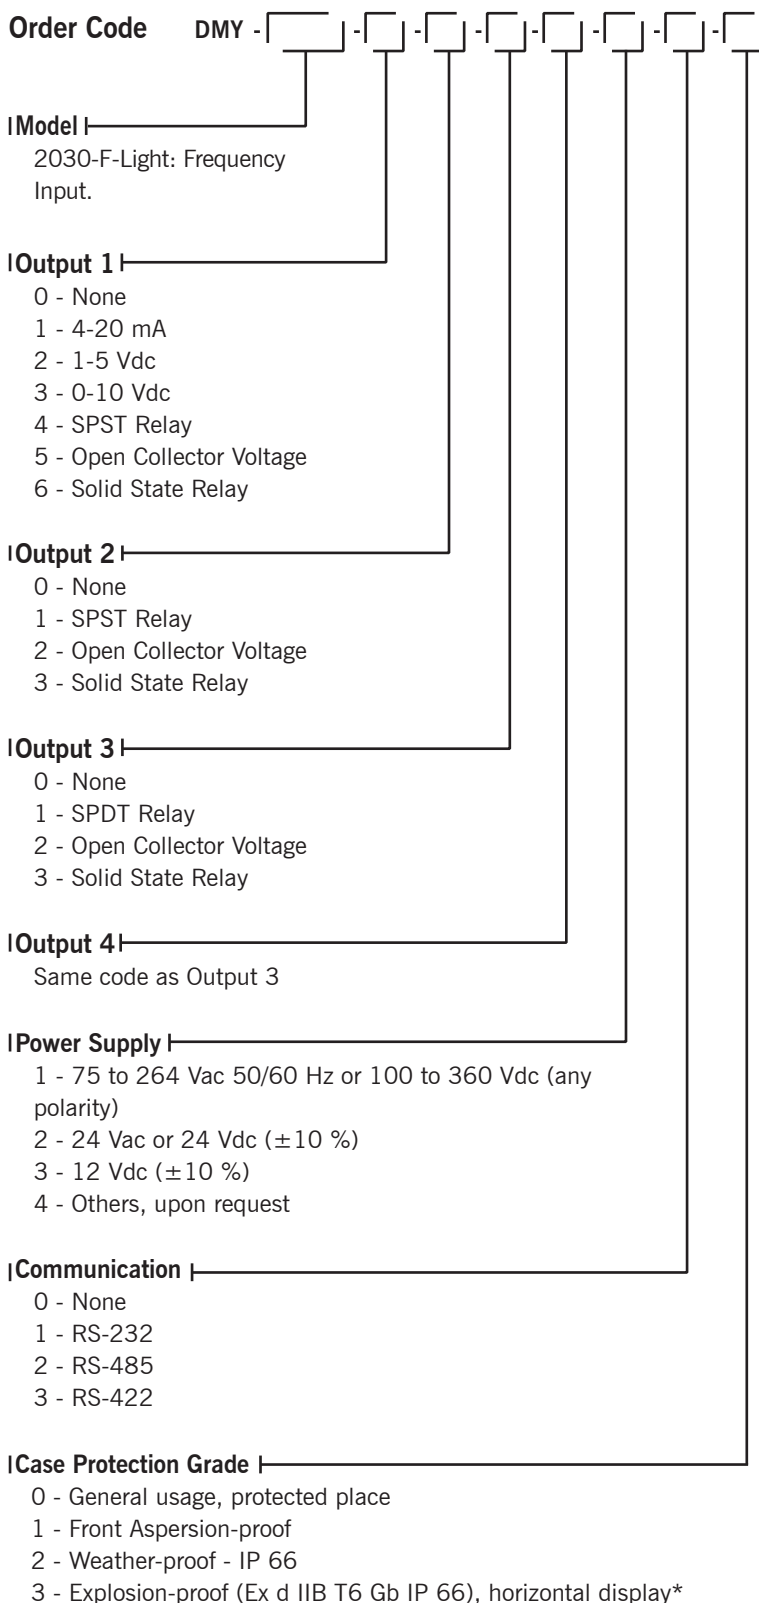 Order Code DMY - - - - - - - -
Model
2030-F-Light: Frequency
Input.
Output 1
0 - None
1 - 4-20 mA
2 - 1-5 Vdc
3 - 0-10 Vdc
4 - SPST Relay
5 - Open Collector Voltage
6 - Solid State Relay
Output 2
0 - None
1 - SPST Relay
2 - Open Collector Voltage
3 - Solid State Relay
Output 3
0 - None
1 - SPDT Relay
2 - Open Collector Voltage
3 - Solid State Relay
Output 4
Same code as Output 3
Power Supply
1 - 75 to 264 Vac 50/60 Hz or 100 to 360 Vdc (any
polarity)
2 - 24 Vac or 24 Vdc (±10 %)
3 - 12 Vdc (±10 %)
4 - Others, upon request
Communication
0 - None
1 - RS-232
2 - RS-485
3 - RS-422
Case Protection Grade
0 - General usage, protected place
1 - Front Aspersion-proof
2 - Weather-proof - IP 66
3 - Explosion-proof (Ex d IIB T6 Gb IP 66), horizontal display*